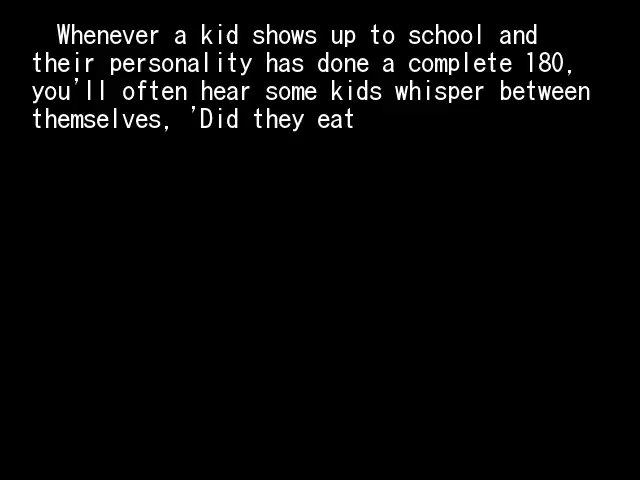 Whenever a kid shows up to school and
their personality has done a complete 180,
you'll often hear some kids whisper between
themselves, 'Did they eat